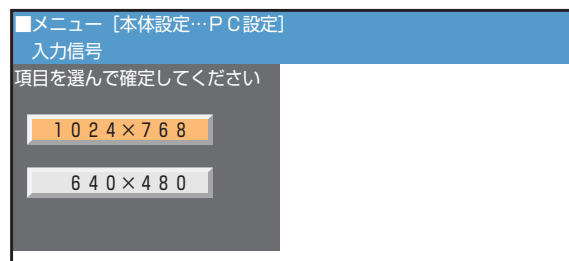 ■メニュー［本体設定…ＰＣ設定］
入力信号
項目を選んで確定してください
１０２４×７６８
６４０×４８０